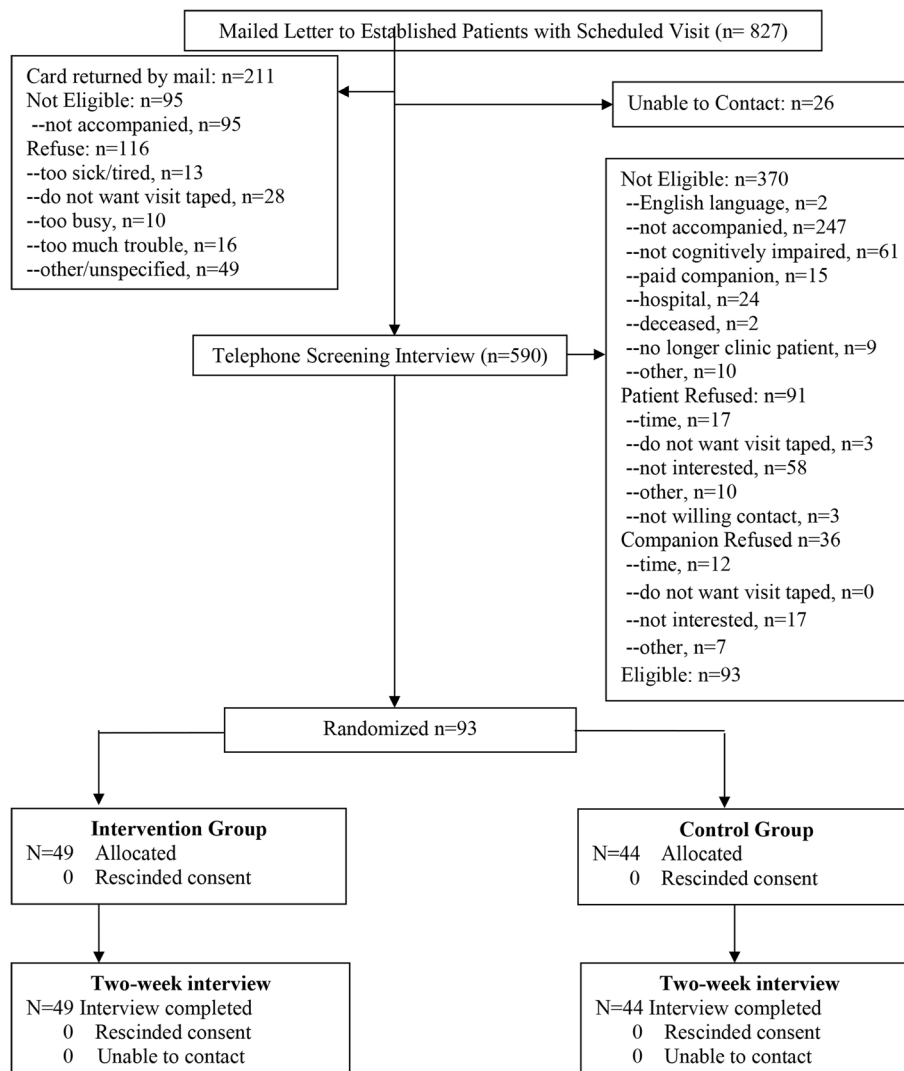 Mailed Letter to Established Patients with Scheduled Visit (n= 827)
Card returned by mail: n=211
Not Eligible: n=95
--not accompanied, n=95
Refuse: n=116
--too sick/tired, n=13
--do not want visit taped, n=28
--too busy, n=10
--too much trouble, n=16
--other/unspecified, n=49
Unable to Contact: n=26
Not Eligible: n=370
--English language, n=2
--not accompanied, n=247
--not cognitively impaired, n=61
--paid companion, n=15
--hospital, n=24
--deceased, n=2
--no longer clinic patient, n=9
--other, n=10
Patient Refused: n=91
--time, n=17
--do not want visit taped, n=3
--not interested, n=58
--other, n=10
--not willing contact, n=3
Companion Refused n=36
--time, n=12
--do not want visit taped, n=0
--not interested, n=17
--other, n=7
Eligible: n=93
Telephone Screening Interview (n=590)
Randomized n=93
Intervention Group
N=49 Allocated
0 Rescinded consent
Control Group
N=44 Allocated
0 Rescinded consent
Two-week interview
N=49 Interview completed
0 Rescinded consent
0 Unable to contact
Two-week interview
N=44 Interview completed
0 Rescinded consent
0 Unable to contact